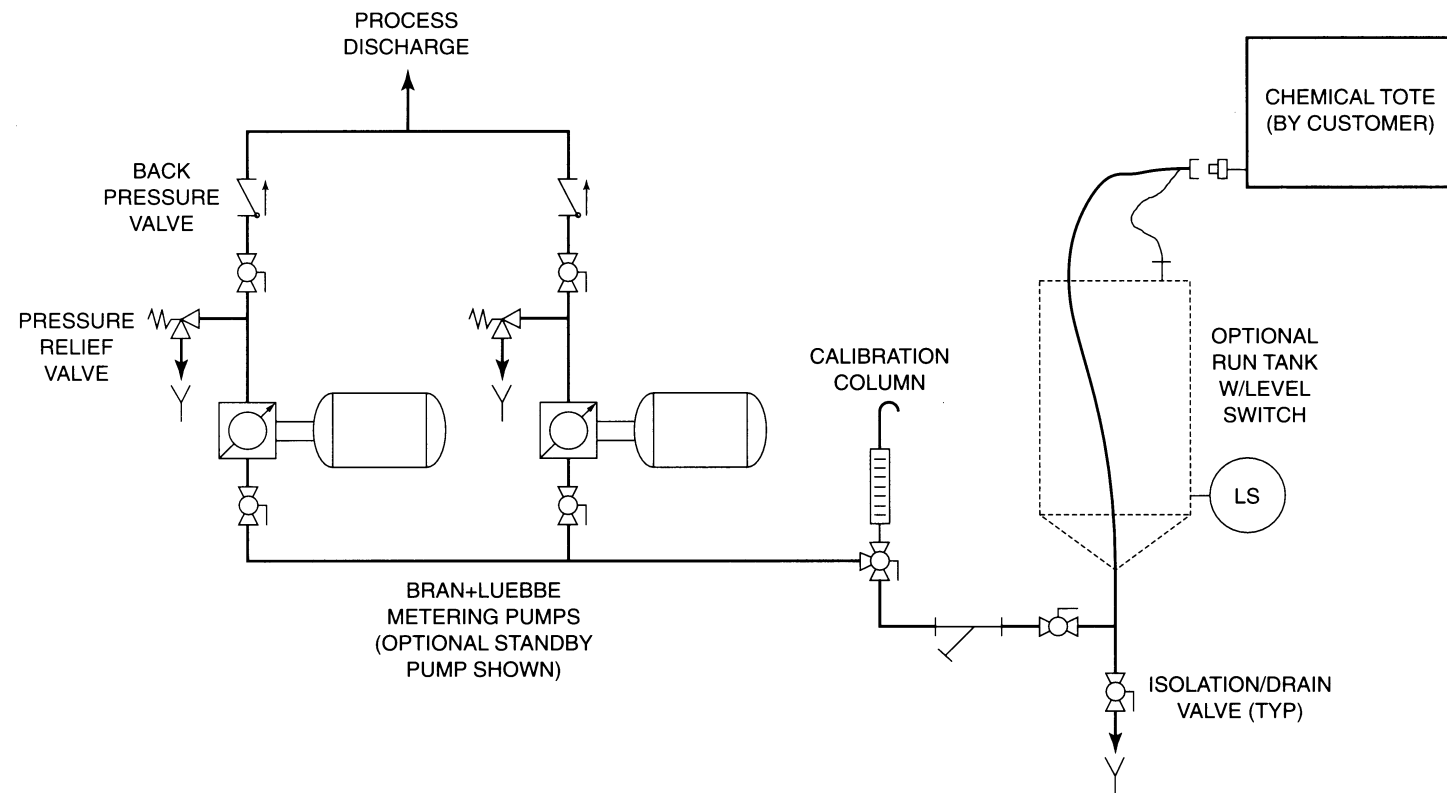 PROCESS
DISCHARGE
CHEMICAL TOTE
(BY CUSTOMER)
BACK
PRESSURE
VALVE
PRESSURE
RELIEF
VALVE
CALIBRATION
COLUMN
OPTIONAL
RUN TANK
W/LEVEL
SWITCH
LS
BRAN+LUEBBE
METERING PUMPS
(OPTIONAL STANDBY
PUMP SHOWN)
ISOLATION/DRAIN
VALVE (TYP)